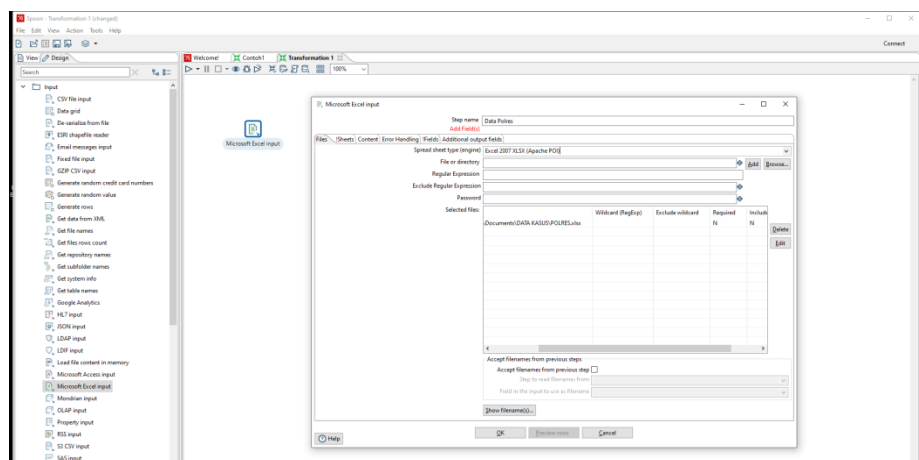 Spoon - Transformation 1 (changed)
File Edit View Action Tools Help
Connect
View Design
Welcome! Contoh1 Transformation 1
Search
100%
Input
CSV file input
Data grid
De-serialize from file
ESRI shapefile reader
Email messages input
Fixed file input
GZIP CSV input
Generate random credit card numbers
Generate random value
Generate rows
Get data from XML
Get file names
Get files rows count
Get repository names
Get subfolder names
Get system info
Get table names
Google Analytics
HL7 input
JSON input
LDAP input
LDIF input
Load file content in memory
Microsoft Access input
Microsoft Excel input
Mondrian input
OLAP input
Property input
RSS input
S3 CSV input
SAS input
Microsoft Excel input
Microsoft Excel input
Step name Data Polres
Add Field(s)
Files !Sheets Content Error Handling !Fields Additional output fields
Spread sheet type (engine) Excel 2007 XLSX (Apache POI)
File or directory Add Browse...
Regular Expression
Exclude Regular Expression
Password
Selected files: Wildcard (RegExp) Exclude wildcard Required Includ
\Documents\DATA KASUS\POLRES.xlsx N N
Delete
Edit
Accept filenames from previous steps
Accept filenames from previous step
Step to read filenames from
Field in the input to use as filename
Show filename(s)...
Help OK Preview rows Cancel